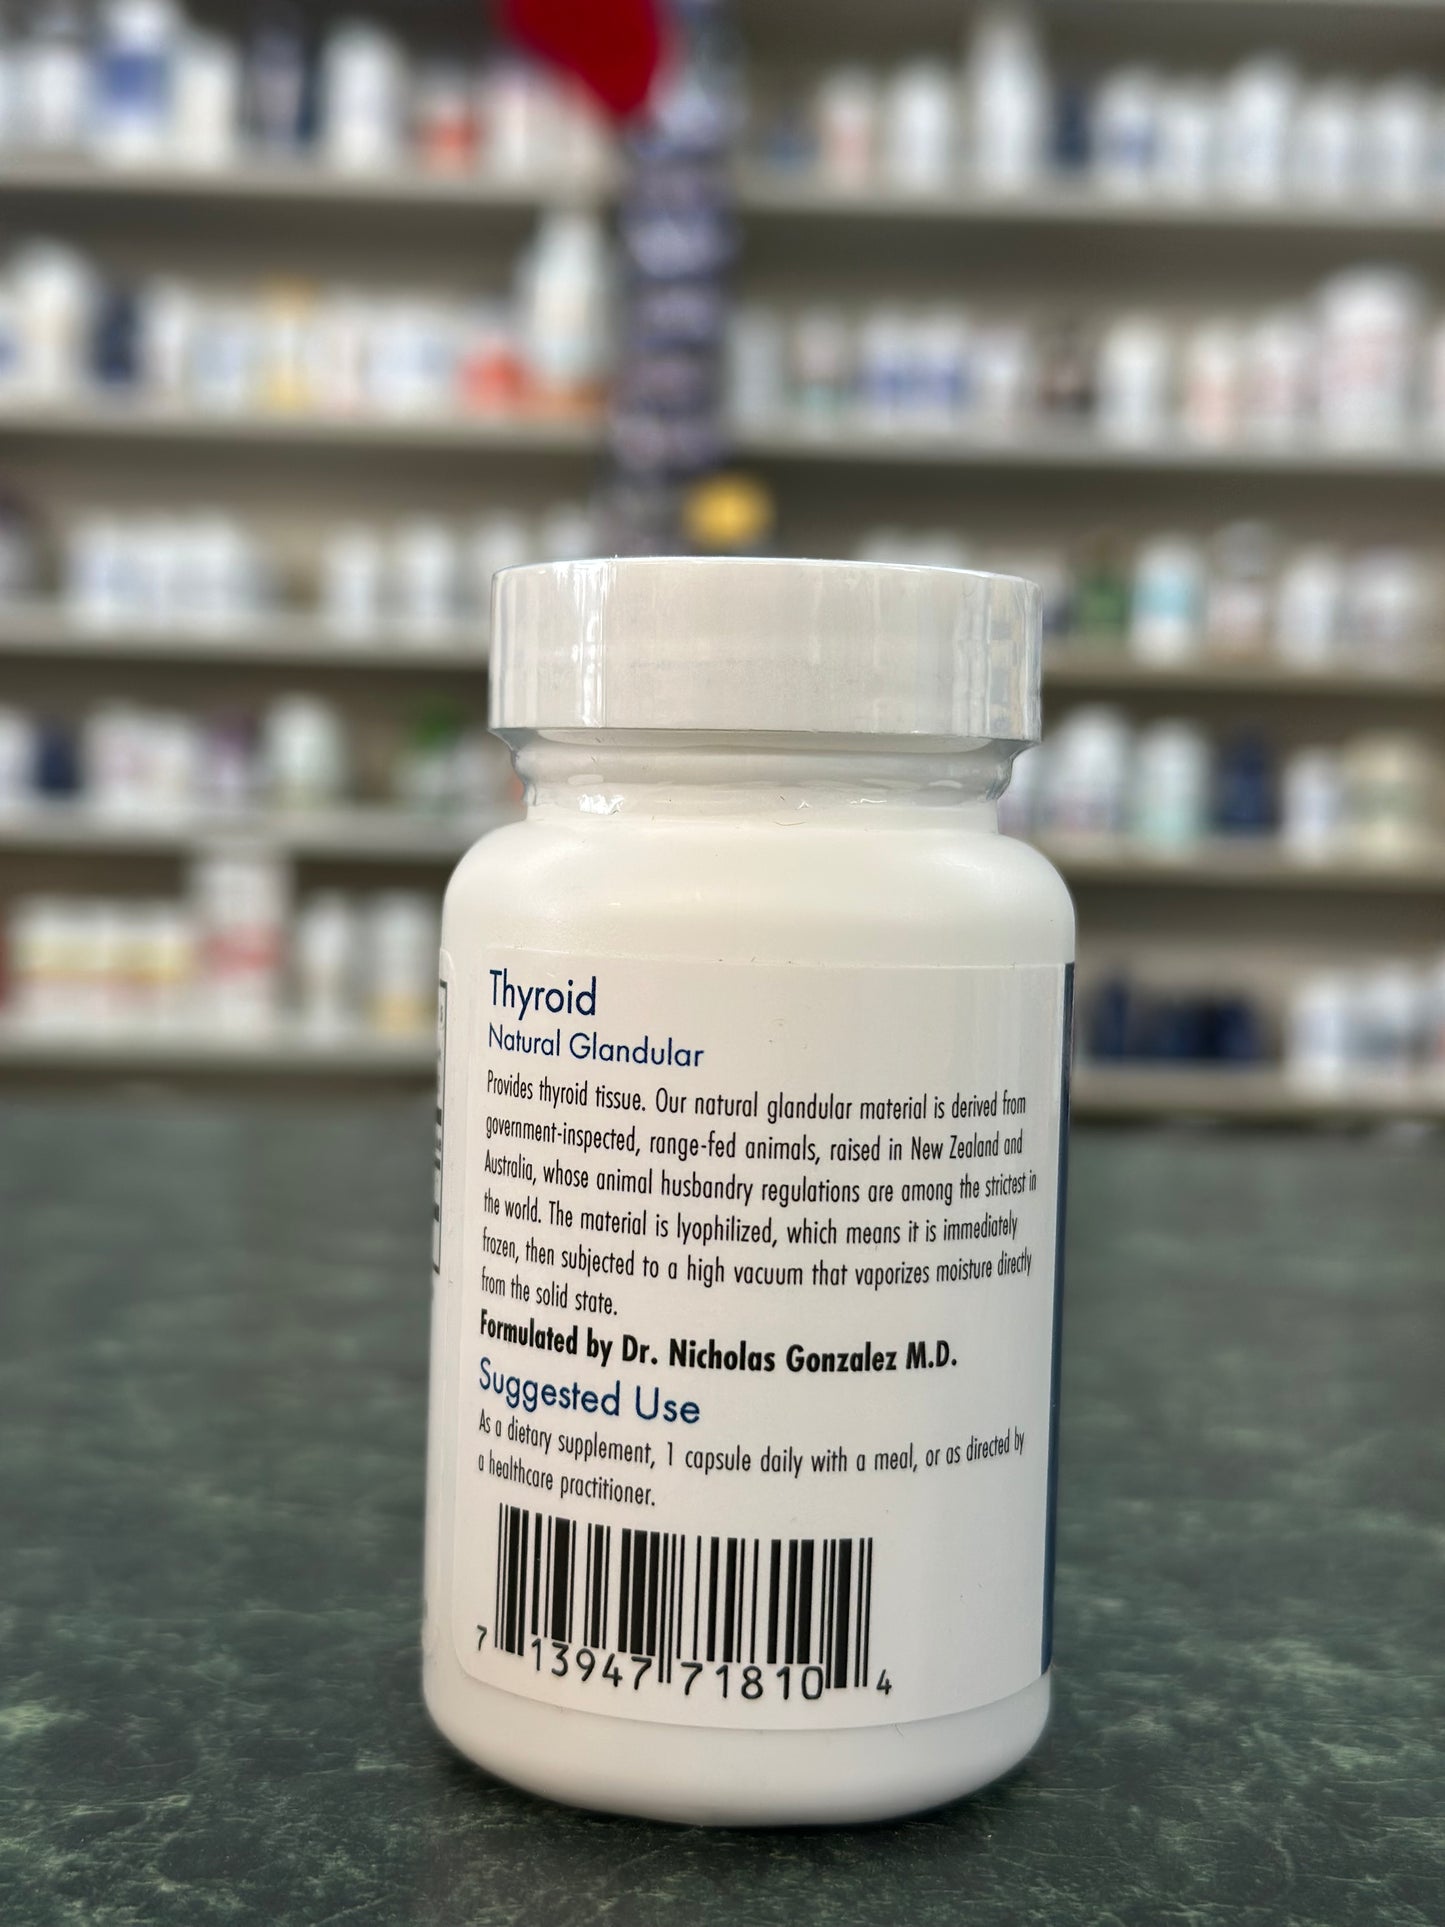 Thyroid
Natural Glandular
Provides thyroid tissue. Our natural glandular material is derived from
government-inspected, range-fed animals, raised in New Zealand and
Australia, whose animal husbandry regulations are among the strictest in
the world. The material is lyophilized, which means it is immediately
frozen, then subjected to a high vacuum that vaporizes moisture directly
from the solid state.
Formulated by Dr. Nicholas Gonzalez M.D.
Suggested Use
As a dietary supplement, 1 capsule daily with a meal, or as directed by
a healthcare practitioner.
7 13947 71810 4